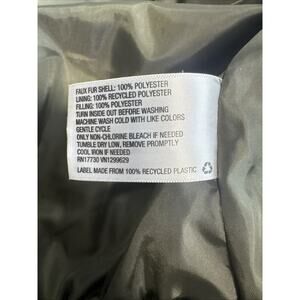 FAUX FUR SHELL: 100% POLYESTER
LINING: 100% RECYCLED POLYESTER
FILLING: 100% POLYESTER
TURN INSIDE OUT BEFORE WASHING
MACHINE WASH COLD WITH LIKE COLORS
GENTLE CYCLE
ONLY NON-CHLORINE BLEACH IF NEEDED
TUMBLE DRY LOW, REMOVE PROMPTLY
COOL IRON IF NEEDED
RN17730 VN1299629
LABEL MADE FROM 100% RECYCLED PLASTIC